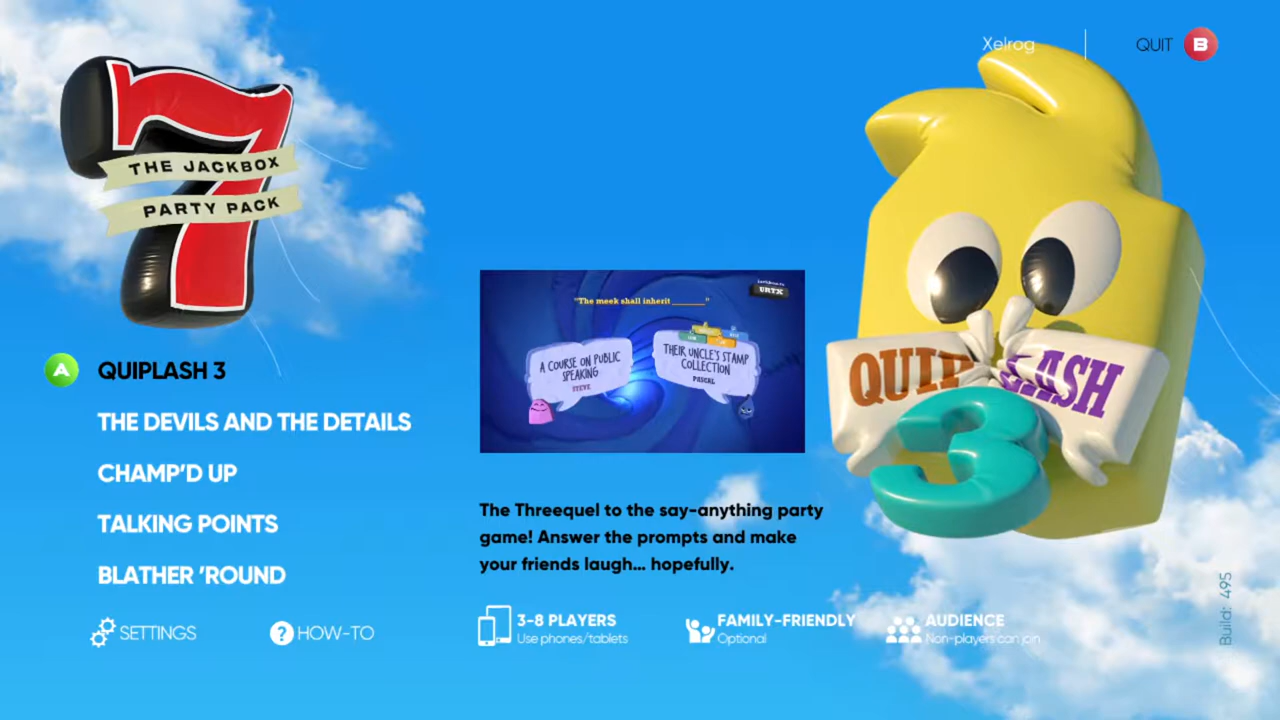 Xelrog
QUIT B
7
THE JACKBOX
PARTY PACK
A QUIPLASH 3
THE DEVILS AND THE DETAILS
CHAMP'D UP
TALKING POINTS
BLATHER 'ROUND
SETTINGS
HOW-TO
"The meek shall inherit ______"
URTX
A COURSE ON PUBLIC
SPEAKING
STEVE
THEIR UNCLE'S STAMP
COLLECTION
PASCAL
QUIPLASH
3
The Threequel to the say-anything party
game! Answer the prompts and make
your friends laugh... hopefully.
3-8 PLAYERS
Use phones/tablets
FAMILY-FRIENDLY
Optional
AUDIENCE
Non-players can join
Build: 495